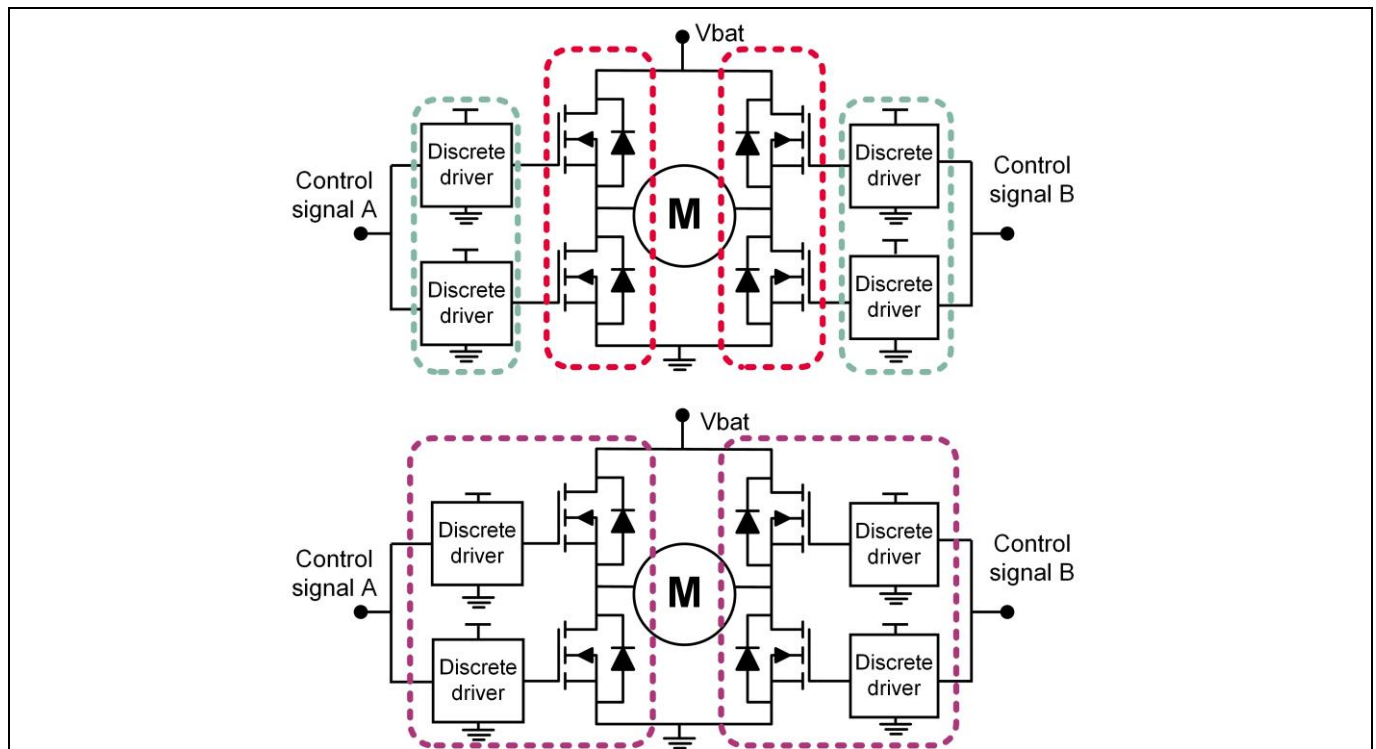 Vbat
Discrete
driver
Discrete
driver
Control
signal A
Control
signal B
M
Discrete
driver
Discrete
driver
Vbat
Discrete
driver
Discrete
driver
Control
signal A
Control
signal B
M
Discrete
driver
Discrete
driver